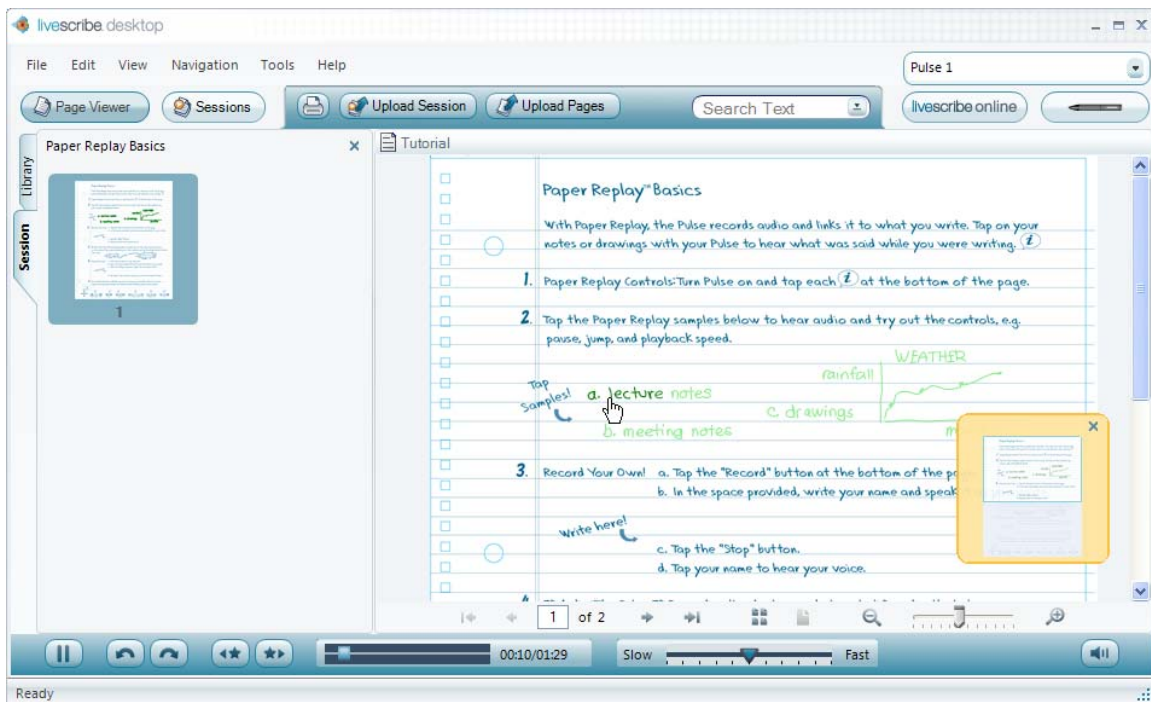 livescribe desktop
File Edit View Navigation Tools Help
Pulse 1
Page Viewer Sessions Upload Session Upload Pages Search Text livescribe online
Library
Session
Paper Replay Basics
1
Tutorial
Paper Replay™ Basics
With Paper Replay, the Pulse records audio and links it to what you write. Tap on your
notes or drawings with your Pulse to hear what was said while you were writing. i
1. Paper Replay Controls: Turn Pulse on and tap each i at the bottom of the page.
2. Tap the Paper Replay samples below to hear audio and try out the controls, e.g.
pause, jump, and playback speed.
Tap
Samples!
a. lecture notes
b. meeting notes
c. drawings
WEATHER
rainfall
m
3. Record Your Own! a. Tap the "Record" button at the bottom of the
b. In the space provided, write your name and speak
Write here!
c. Tap the "Stop" button.
d. Tap your name to hear your voice.
1 of 2
00:10/01:29 Slow Fast
Ready